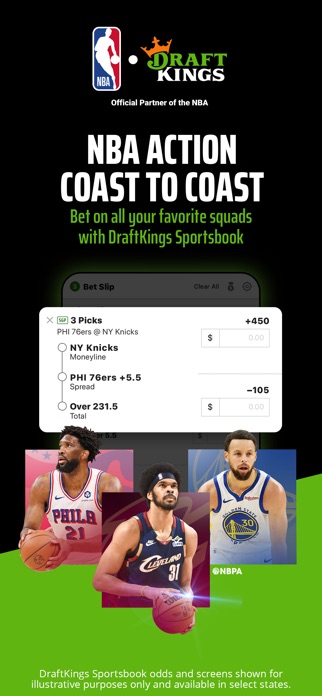 NBA
DRAFT
KINGS
Official Partner of the NBA
NBA ACTION
COAST TO COAST
Bet on all your favorite squads
with DraftKings Sportsbook
Bet Slip
Clear All
SGP 3 Picks
+450
PHI 76ers @ NY Knicks
$ 0.00
NY Knicks
Moneyline
PHI 76ers +5.5
Spread
−105
Over 231.5
Total
$ 0.00
5.5
$
PHILA
21
CLEVELAND
31
GOLDEN STATE
30
WARRIORS
NBPA
DraftKings Sportsbook odds and screens shown for
illustrative purposes only and available in select states.